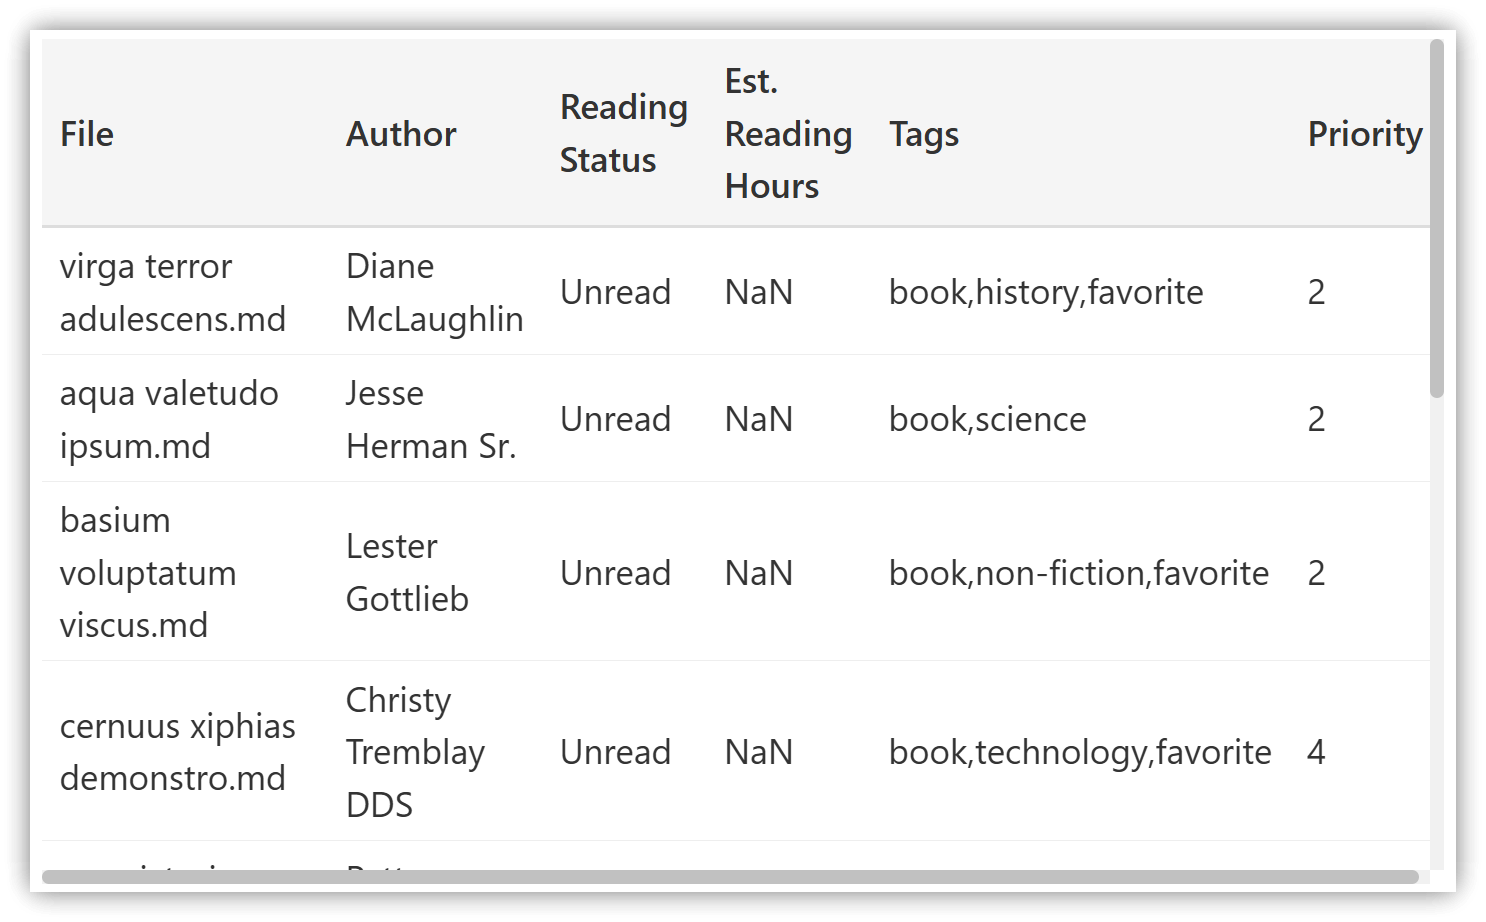 File Author Reading Status Est. Reading Hours Tags Priority
virga terror adulescens.md Diane McLaughlin Unread NaN book,history,favorite 2
aqua valetudo ipsum.md Jesse Herman Sr. Unread NaN book,science 2
basium voluptatum viscus.md Lester Gottlieb Unread NaN book,non-fiction,favorite 2
cernuus xiphias demonstro.md Christy Tremblay DDS Unread NaN book,technology,favorite 4